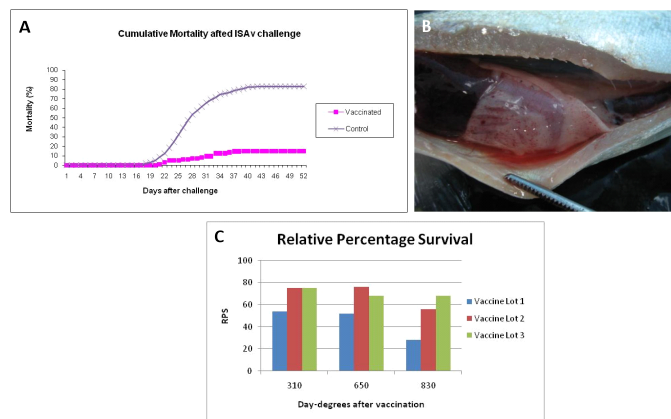 A
Cumulative Mortality afted ISAv challenge
Mortality (%)
100
90
80
70
60
50
40
30
20
10
0
1 4 7 10 13 16 19 22 25 28 31 34 37 40 43 46 49 52
Days after challenge
Vaccinated
Control
B
C
Relative Percentage Survival
RPS
100
80
60
40
20
0
310 650 830
Day-degrees after vaccination
Vaccine Lot 1
Vaccine Lot 2
Vaccine Lot 3